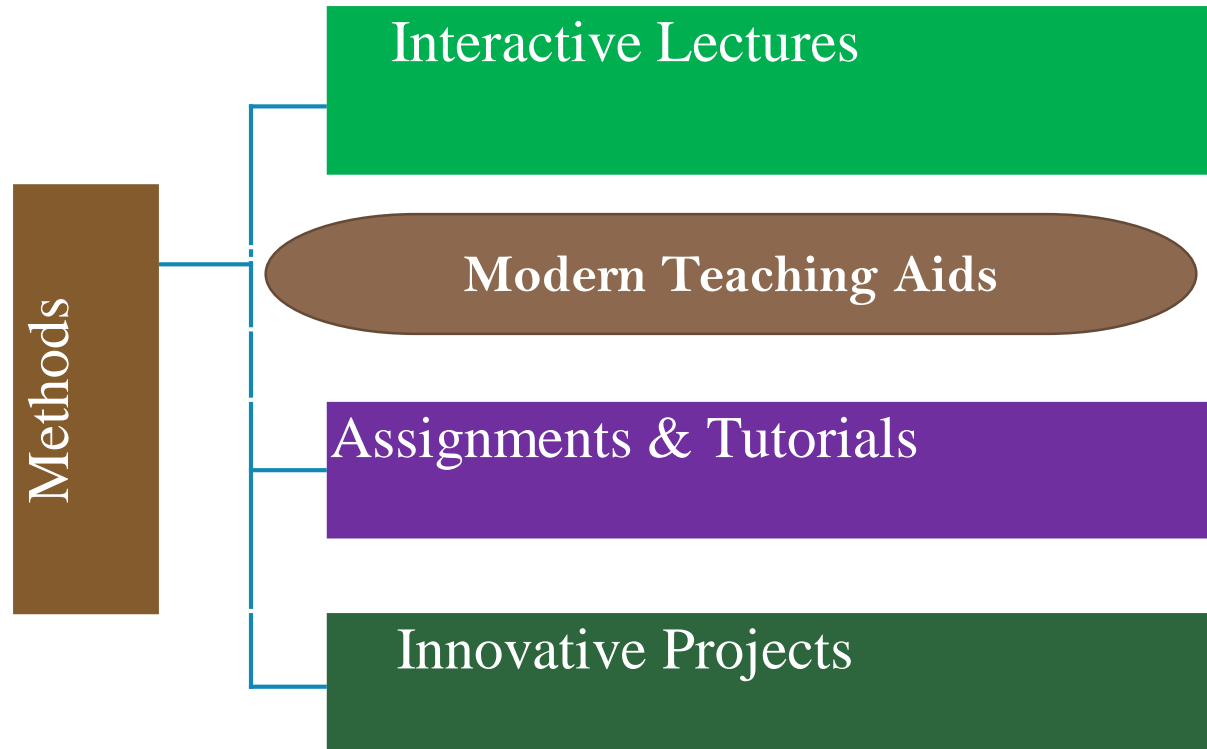 Interactive Lectures
Modern Teaching Aids
Methods
Assignments & Tutorials
Innovative Projects